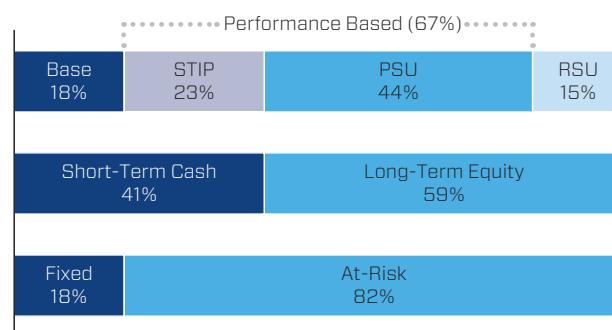 Performance Based (67%)
Base STIP PSU RSU
18% 23% 44% 15%
Short-Term Cash Long-Term Equity
41% 59%
Fixed At-Risk
18% 82%